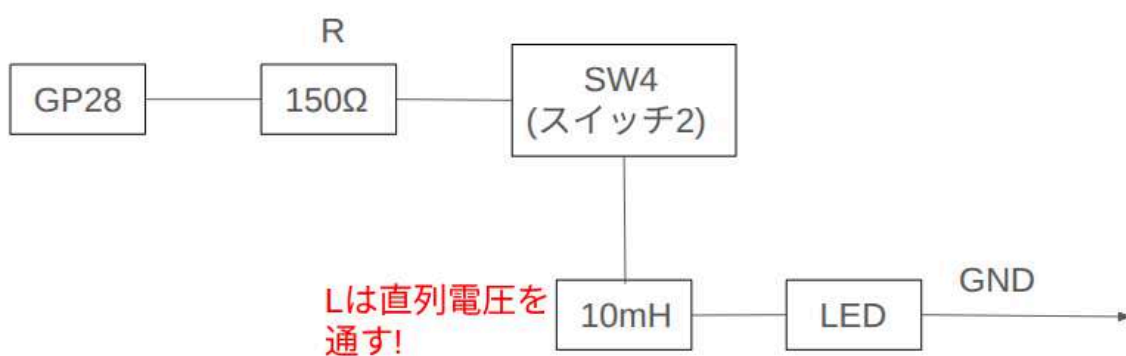 R
GP28
150Ω
SW4
(スイッチ2)
Lは直列電圧を
通す!
10mH
LED
GND